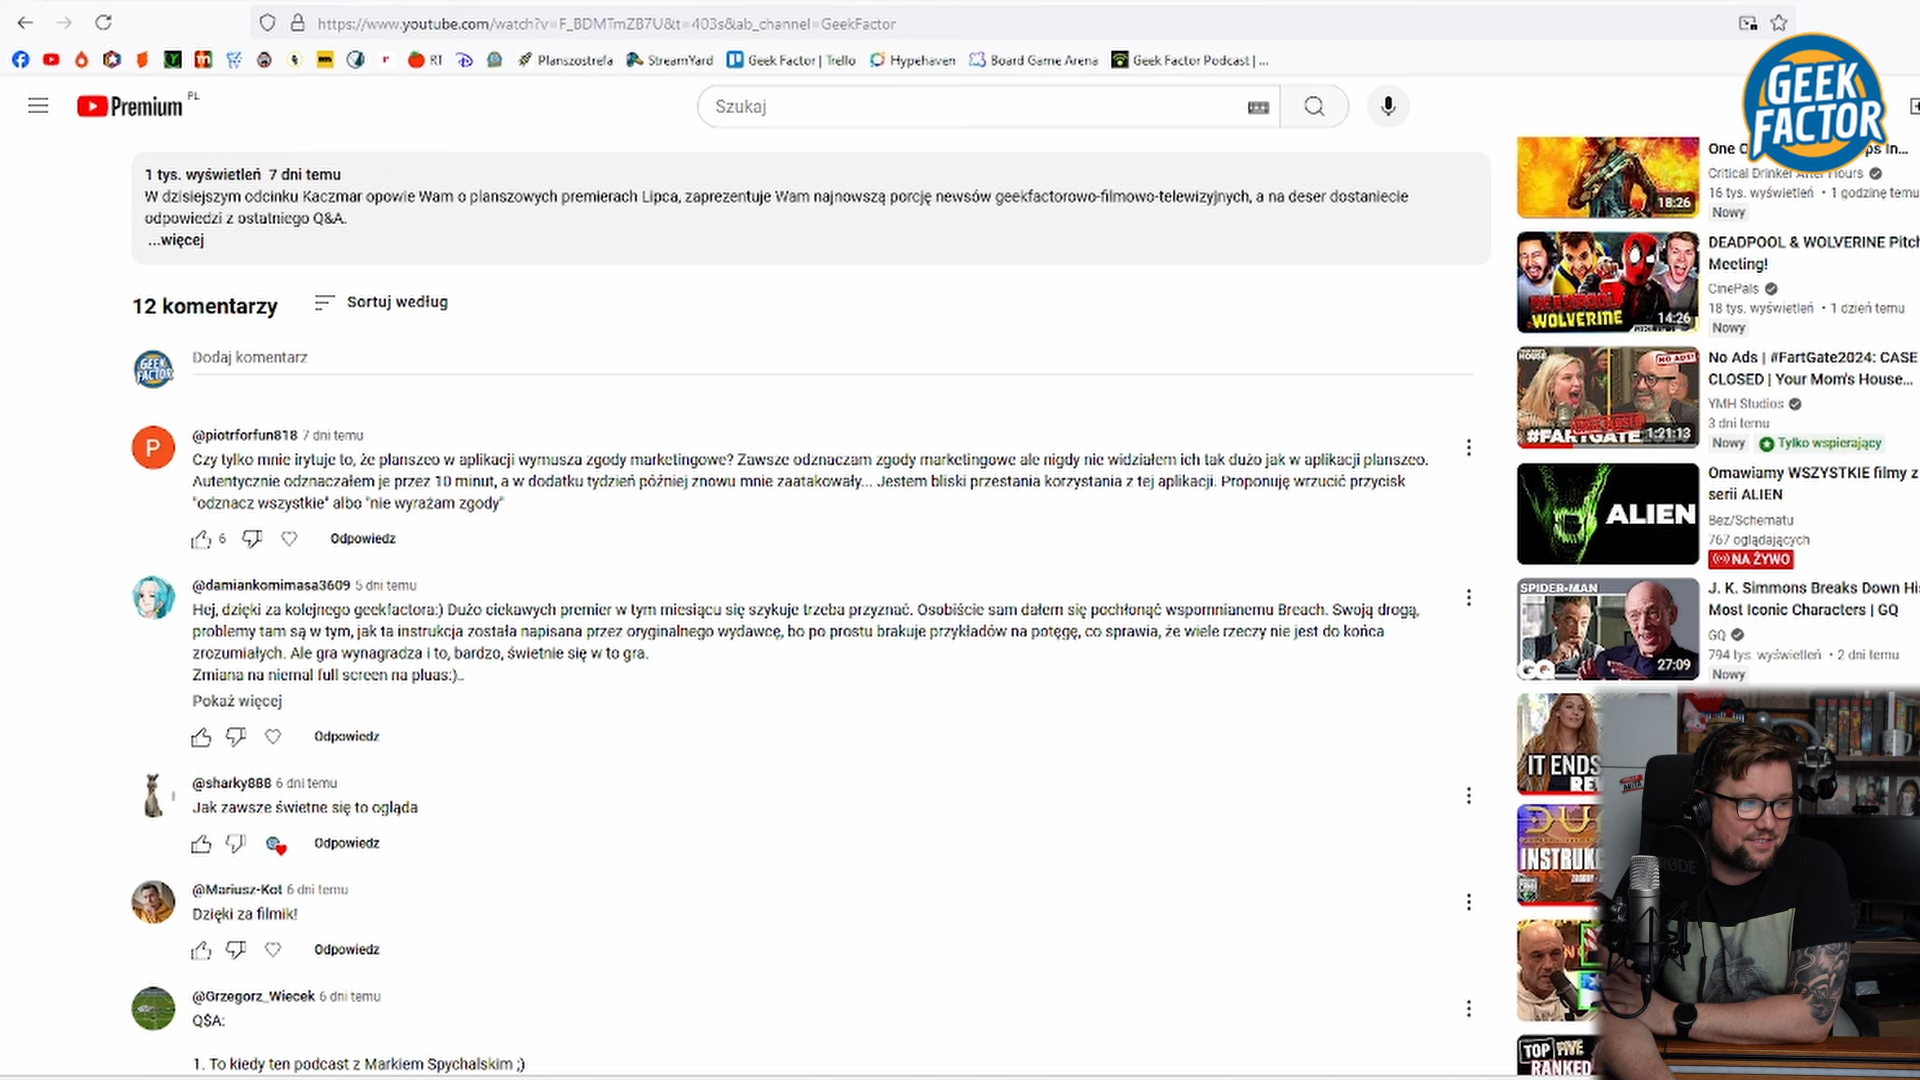 https://www.youtube.com/watch?v=F_BDMTmZB7U&t=403s&ab_channel=GeekFactor
RT
Planszostrefa
StreamYard
Geek Factor | Trello
Hypehaven
Board Game Arena
Geek Factor Podcast | ...
GEEK
FACTOR
Premium
PL
Szukaj
1 tys. wyświetleń 7 dni temu
W dzisiejszym odcinku Kaczmar opowie Wam o planszowych premierach Lipca, zaprezentuje Wam najnowszą porcję newsów geekfactorowo-filmowo-telewizyjnych, a na deser dostaniecie
odpowiedzi z ostatniego Q&A.
...więcej
12 komentarzy
Sortuj według
GEEK
FACTOR
Dodaj komentarz
P
@piotrforfun818 7 dni temu
Czy tylko mnie irytuje to, że planszeo w aplikacji wymusza zgody marketingowe? Zawsze odznaczam zgody marketingowe ale nigdy nie widziałem ich tak dużo jak w aplikacji planszeo.
Autentycznie odznaczałem je przez 10 minut, a w dodatku tydzień później znowu mnie zaatakowały... Jestem bliski przestania korzystania z tej aplikacji. Proponuję wrzucić przycisk
"odznacz wszystkie" albo "nie wyrażam zgody"
6
Odpowiedz
@damiankomimasa3609 5 dni temu
Hej, dzięki za kolejnego geekfactora:) Dużo ciekawych premier w tym miesiącu się szykuje trzeba przyznać. Osobiście sam dałem się pochłonąć wspomnianemu Breach. Swoją drogą,
problemy tam są w tym, jak ta instrukcja została napisana przez oryginalnego wydawcę, bo po prostu brakuje przykładów na potęgę, co sprawia, że wiele rzeczy nie jest do końca
zrozumiałych. Ale gra wynagradza i to, bardzo, świetnie się w to gra.
Zmiana na niemal full screen na pluas:)...
Pokaż więcej
Odpowiedz
@sharky888 6 dni temu
Jak zawsze świetne się to ogląda
Odpowiedz
@Mariusz-Kot 6 dni temu
Dzięki za filmik!
Odpowiedz
@Grzegorz_Wiecek 6 dni temu
Q$A:
1. To kiedy ten podcast z Markiem Spychalskim ;)
18:26
One
Critical Drinker After Hours
16 tys. wyświetleń • 1 godzinę temu
Nowy
DEADPOOL
WOLVERINE
14:26
DEADPOOL & WOLVERINE Pitch
Meeting!
CinePals
18 tys. wyświetleń • 1 dzień temu
Nowy
HOUSE
NO ADS!
#FARTGATE
1:21:13
No Ads | #FartGate2024: CASE
CLOSED | Your Mom's House...
YMH Studios
3 dni temu
Nowy
Tylko wspierający
ALIEN
Omawiamy WSZYSTKIE filmy z
serii ALIEN
Bez/Schematu
767 oglądających
NA ŻYWO
SPIDER-MAN
GQ
27:09
J. K. Simmons Breaks Down His
Most Iconic Characters | GQ
GQ
794 tys. wyświetleń • 2 dni temu
Nowy
IT ENDS
RE
DU
INSTRUK
TOP FIVE
RANKED
RØDE